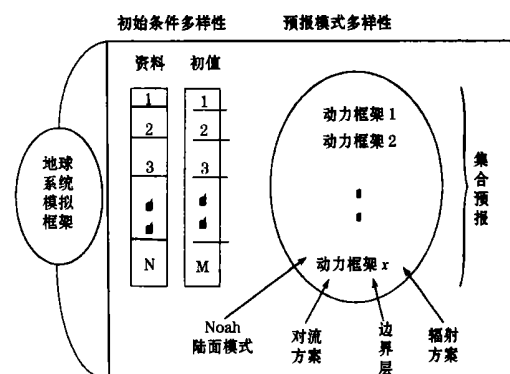 初始条件多样性
预报模式多样性
资料
初值
1
1
2
2
3
3
N
M
地球
系统
模拟
框架
动力框架 1
动力框架 2
动力框架 x
集合预报
Noah
陆面模式
对流
方案
边界层
辐射
方案